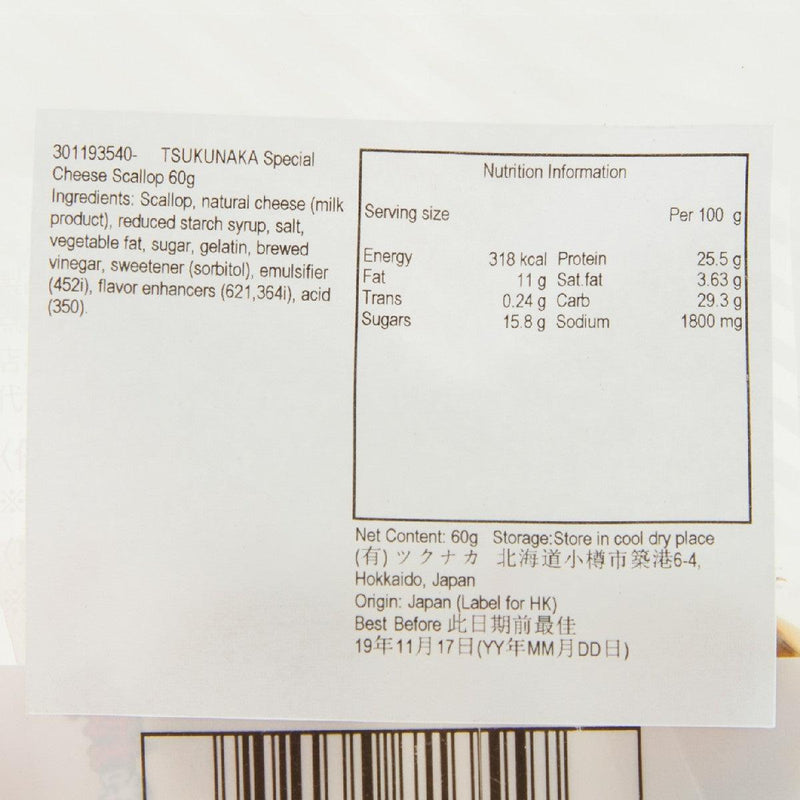 301193540- TSUKUNAKA Special
Cheese Scallop 60g
Ingredients: Scallop, natural cheese (milk
product), reduced starch syrup, salt,
vegetable fat, sugar, gelatin, brewed
vinegar, sweetener (sorbitol), emulsifier
(452i), flavor enhancers (621,364i), acid
(350).
Nutrition Information
Serving size Per 100 g
Energy 318 kcal Protein 25.5 g
Fat 11 g Sat.fat 3.63 g
Trans 0.24 g Carb 29.3 g
Sugars 15.8 g Sodium 1800 mg
Net Content: 60g Storage:Store in cool dry place
(有) ツクナカ 北海道小樽市築港6-4,
Hokkaido, Japan
Origin: Japan (Label for HK)
Best Before 此日期前最佳
19年11月17日(YY年MM月DD日)